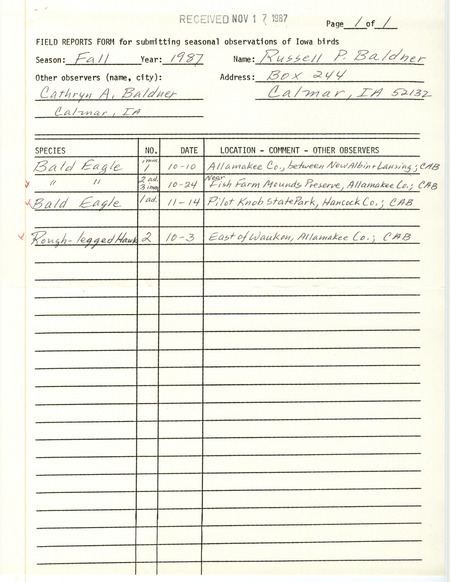 RECEIVED NOV 17 1987
Page 1 of 1
FIELD REPORTS FORM for submitting seasonal observations of Iowa birds
Season: Fall Year: 1987 Name: Russell P. Baldner
Other observers (name, city): Address: Box 244
Cathryn A. Baldner Calmar, IA 52132
Calmar, IA
SPECIES NO. DATE LOCATION - COMMENT - OTHER OBSERVERS
Bald Eagle 1 imm. 10-10 Allamakee Co., between New Albin & Lansing; CAB
x " " 2 ad. 3 imm. 10-24 Near Fish Farm Mounds Preserve, Allamakee Co.; CAB
x Bald Eagle 1 ad. 11-14 Pilot Knob State Park, Hancock Co.; CAB
x Rough-legged Hawk 2 10-3 East of Waukon, Allamakee Co.; CAB